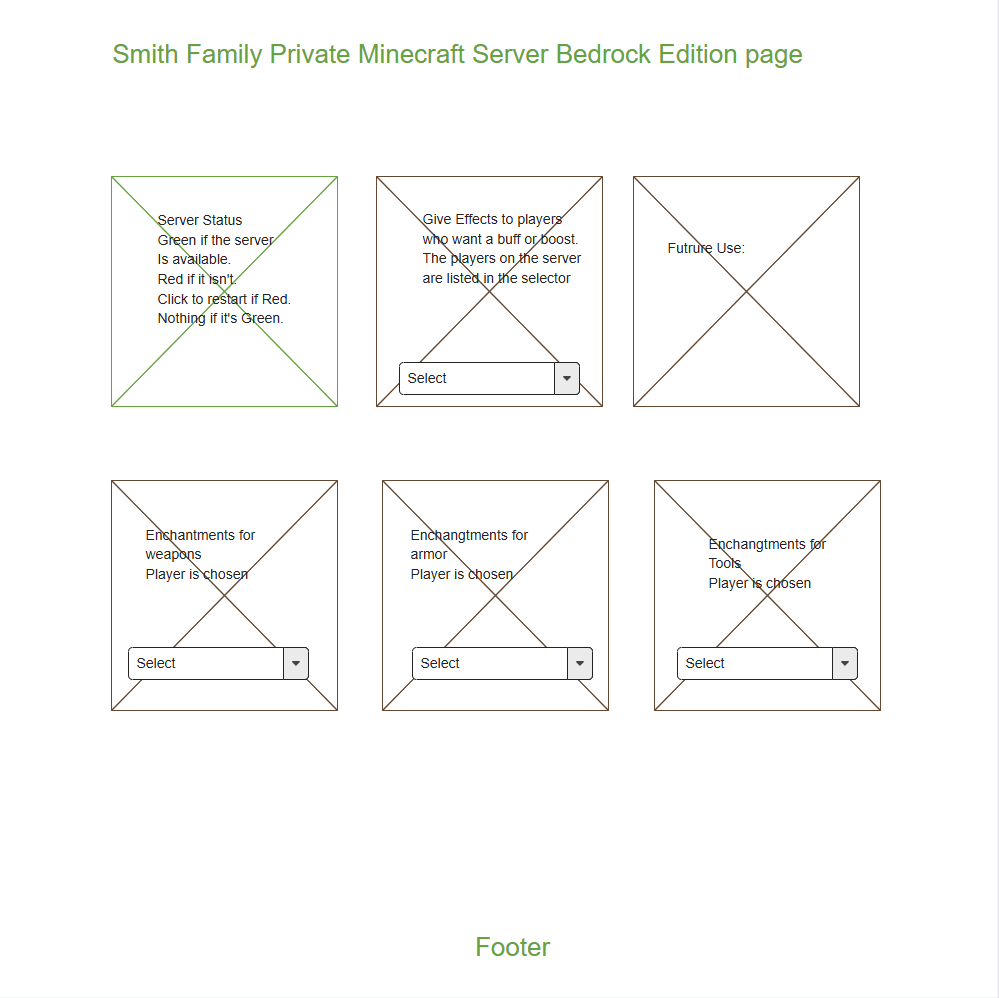 Smith Family Private Minecraft Server Bedrock Edition page
Server Status
Green if the server
Is available.
Red if it isn't.
Click to restart if Red.
Nothing if it's Green.
Give Effects to players
who want a buff or boost.
The players on the server
are listed in the selector
Select
Futrure Use:
Enchantments for
weapons
Player is chosen
Select
Enchangtments for
armor
Player is chosen
Select
Enchangtments for
Tools
Player is chosen
Select
Footer